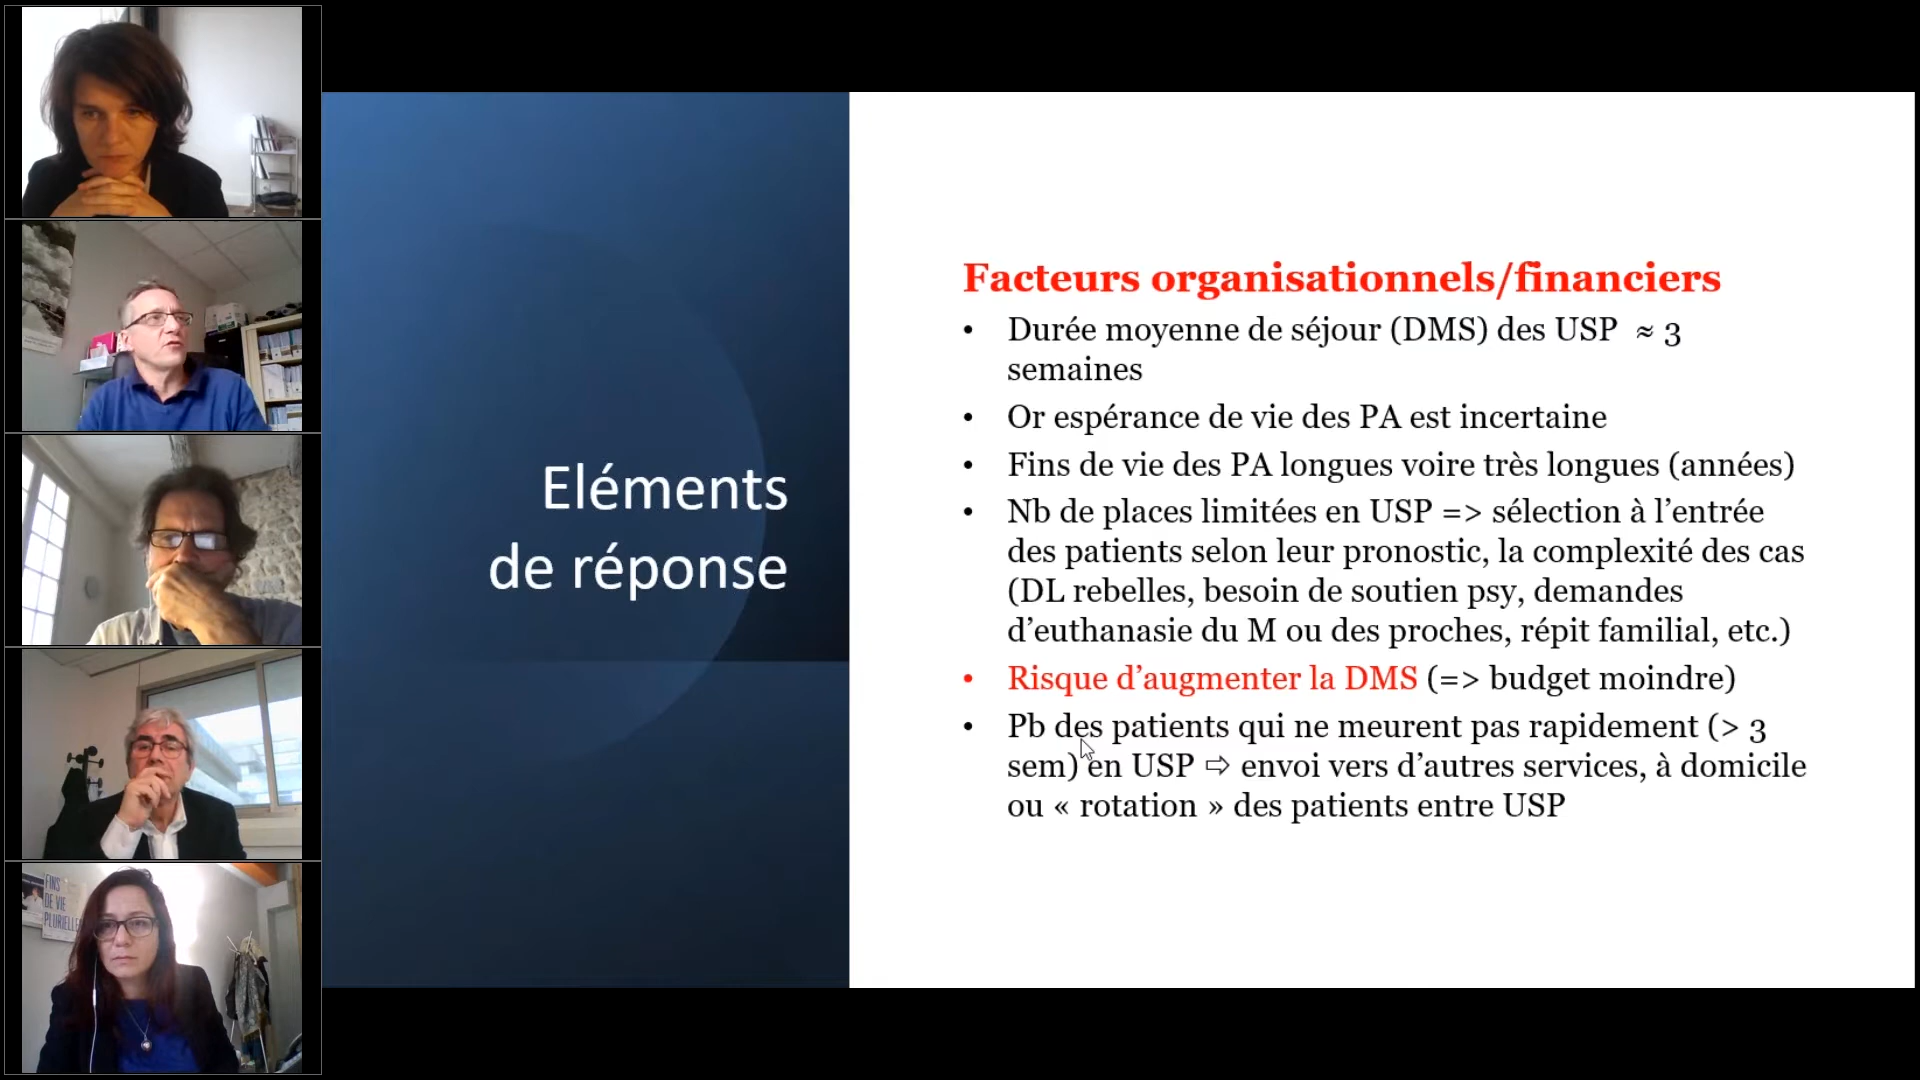 FINS
DE VIE
PLURIELLES
Eléments
de réponse
Facteurs organisationnels/financiers
• Durée moyenne de séjour (DMS) des USP ≈ 3
semaines
• Or espérance de vie des PA est incertaine
• Fins de vie des PA longues voire très longues (années)
• Nb de places limitées en USP => sélection à l’entrée
des patients selon leur pronostic, la complexité des cas
(DL rebelles, besoin de soutien psy, demandes
d’euthanasie du M ou des proches, répit familial, etc.)
• Risque d’augmenter la DMS (=> budget moindre)
• Pb des patients qui ne meurent pas rapidement (> 3
sem) en USP ⇨ envoi vers d’autres services, à domicile
ou « rotation » des patients entre USP